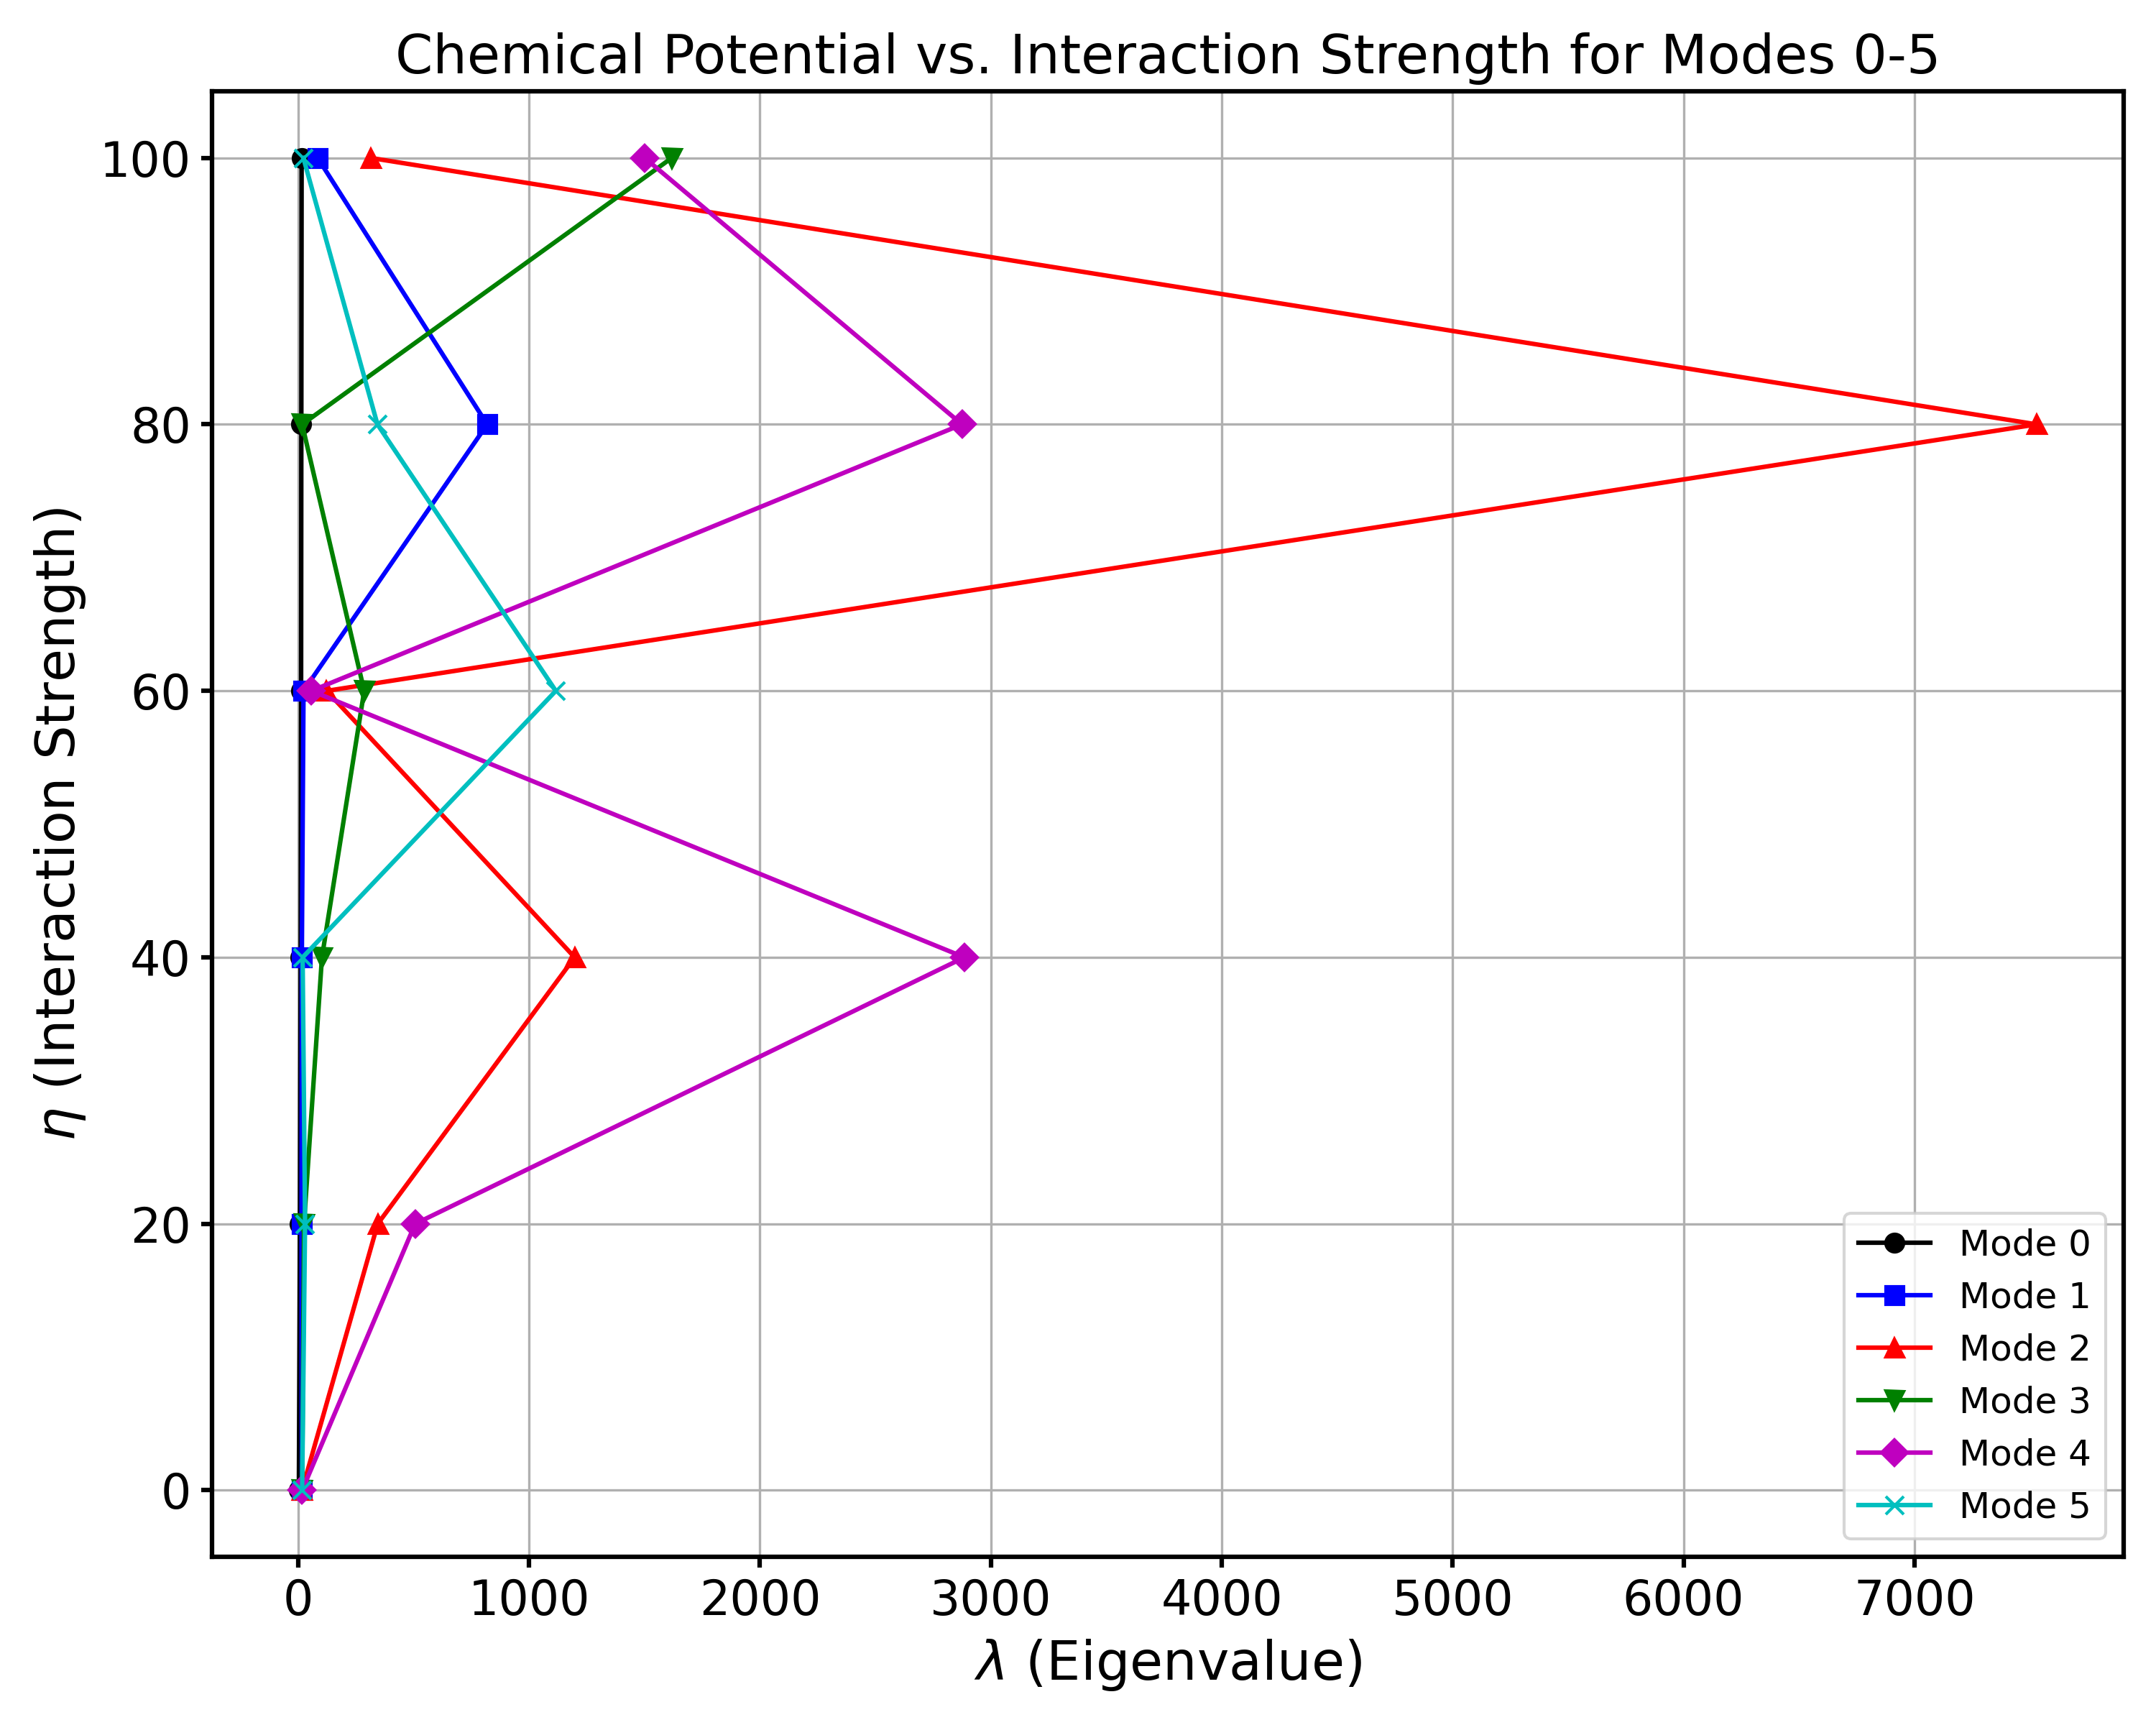 Chemical Potential vs. Interaction Strength for Modes 0-5
η (Interaction Strength)
100
80
60
40
20
0
0 1000 2000 3000 4000 5000 6000 7000
λ (Eigenvalue)
Mode 0
Mode 1
Mode 2
Mode 3
Mode 4
Mode 5